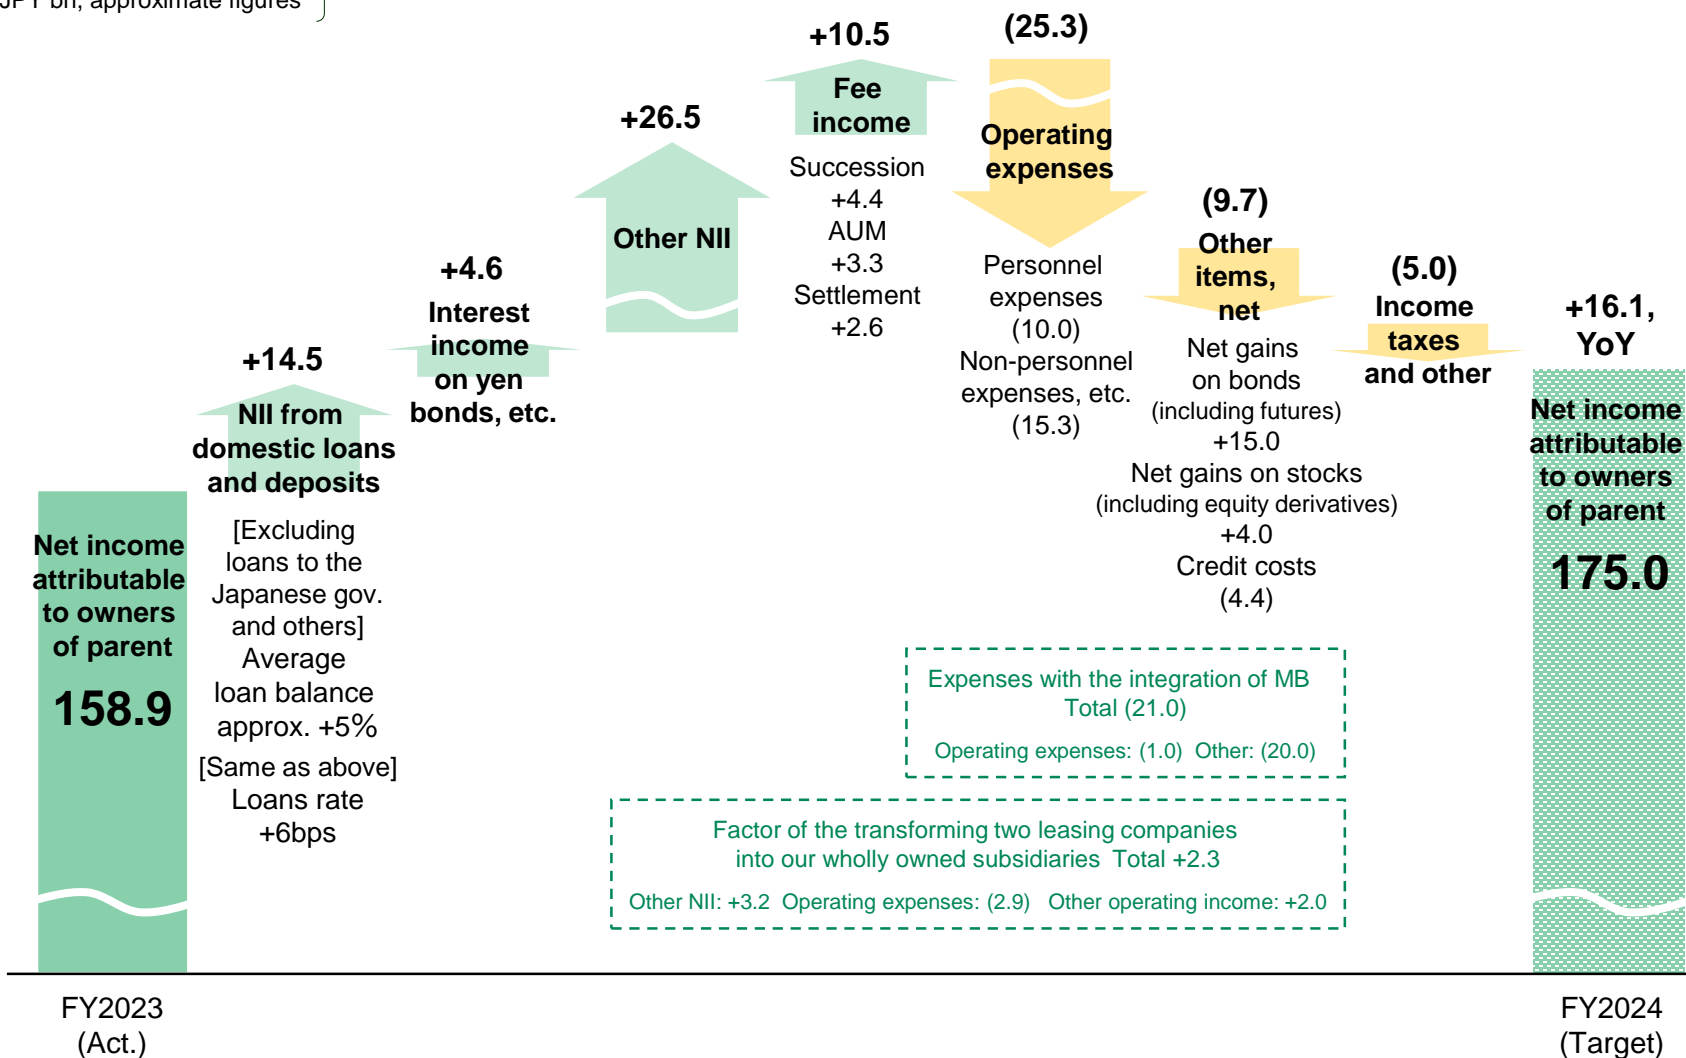 JPY bn, approximate figures
FY2023
(Act.)
Net income
attributable
to owners
of parent
158.9
+14.5
NII from
domestic loans
and deposits
[Excluding
loans to the
Japanese gov.
and others]
Average
loan balance
approx. +5%
[Same as above]
Loans rate
+6bps
+4.6
Interest
income
on yen
bonds, etc.
+26.5
Other NII
+10.5
Fee
income
Succession
+4.4
AUM
+3.3
Settlement
+2.6
(25.3)
Operating
expenses
Personnel
expenses
(10.0)
Non-personnel
expenses, etc.
(15.3)
(9.7)
Other
items,
net
Net gains
on bonds
(including futures)
+15.0
Net gains on stocks
(including equity derivatives)
+4.0
Credit costs
(4.4)
(5.0)
Income
taxes
and other
+16.1,
YoY
Net income
attributable
to owners
of parent
175.0
Expenses with the integration of MB
Total (21.0)
Operating expenses: (1.0) Other: (20.0)
Factor of the transforming two leasing companies
into our wholly owned subsidiaries Total +2.3
Other NII: +3.2 Operating expenses: (2.9) Other operating income: +2.0
FY2024
(Target)